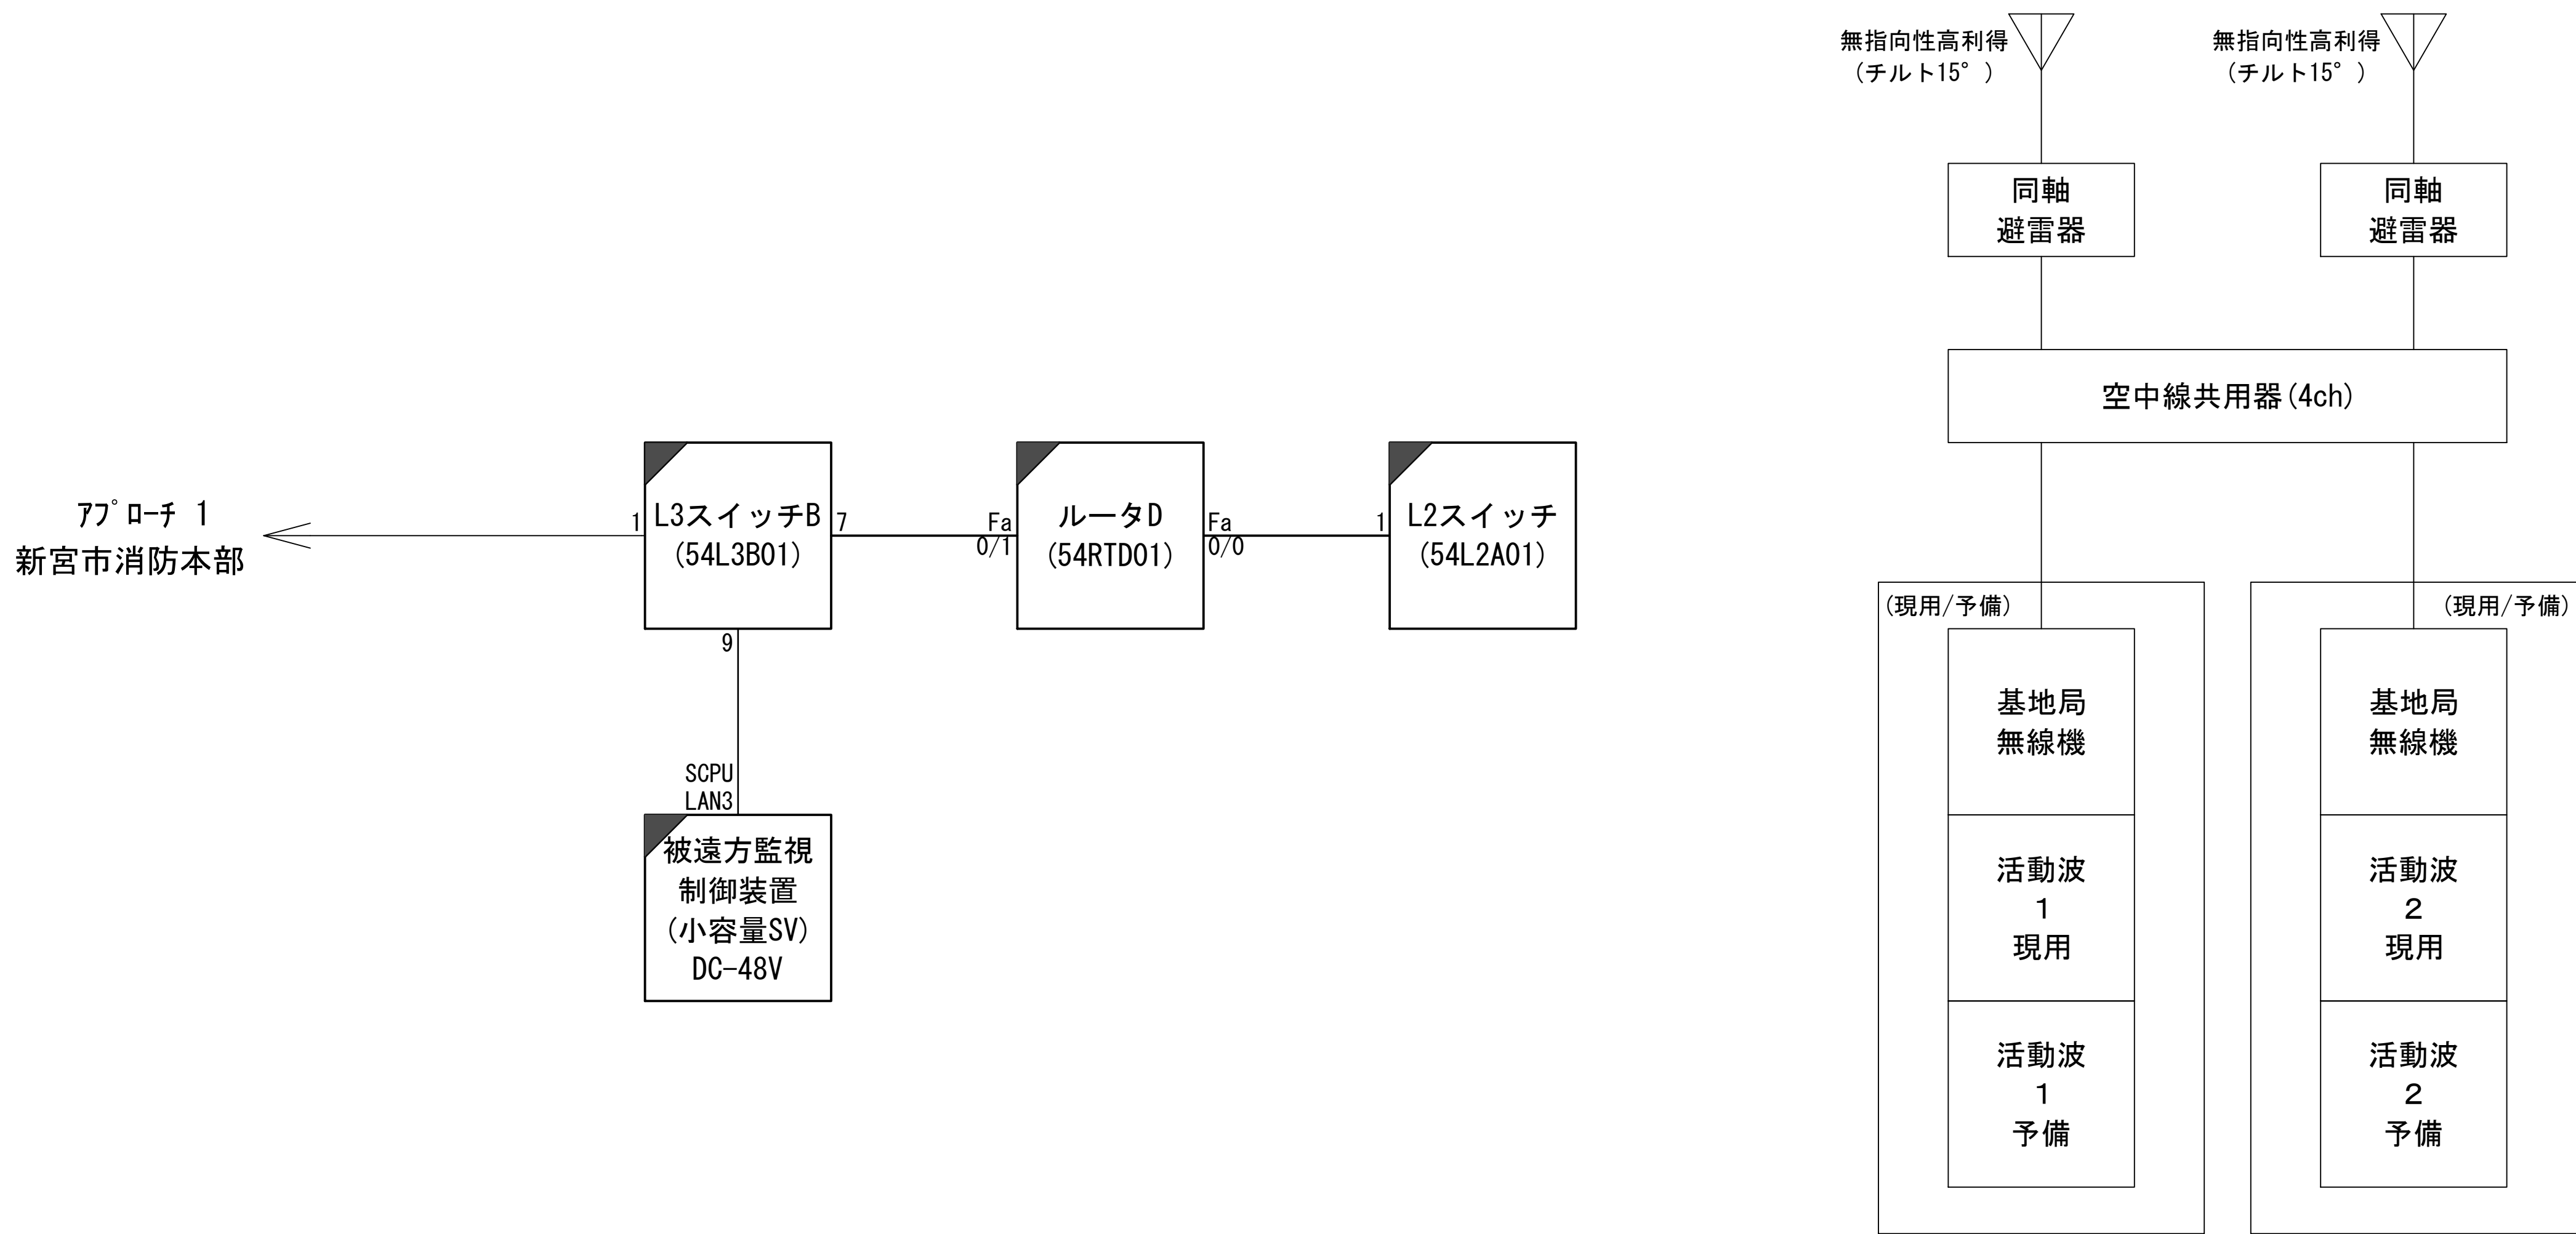 無指向性高利得
(チルト15°)
無指向性高利得
(チルト15°)
同軸
避雷器
同軸
避雷器
空中線共用器(4ch)
ｱﾌﾟﾛｰﾁ 1
新宮市消防本部
1
L3スイッチB
(54L3B01)
7
9
Fa
0/1
ルータD
(54RTD01)
Fa
0/0
1
L2スイッチ
(54L2A01)
SCPU
LAN3
被遠方監視
制御装置
(小容量SV)
DC-48V
(現用/予備)
基地局
無線機
活動波
1
現用
活動波
1
予備
(現用/予備)
基地局
無線機
活動波
2
現用
活動波
2
予備